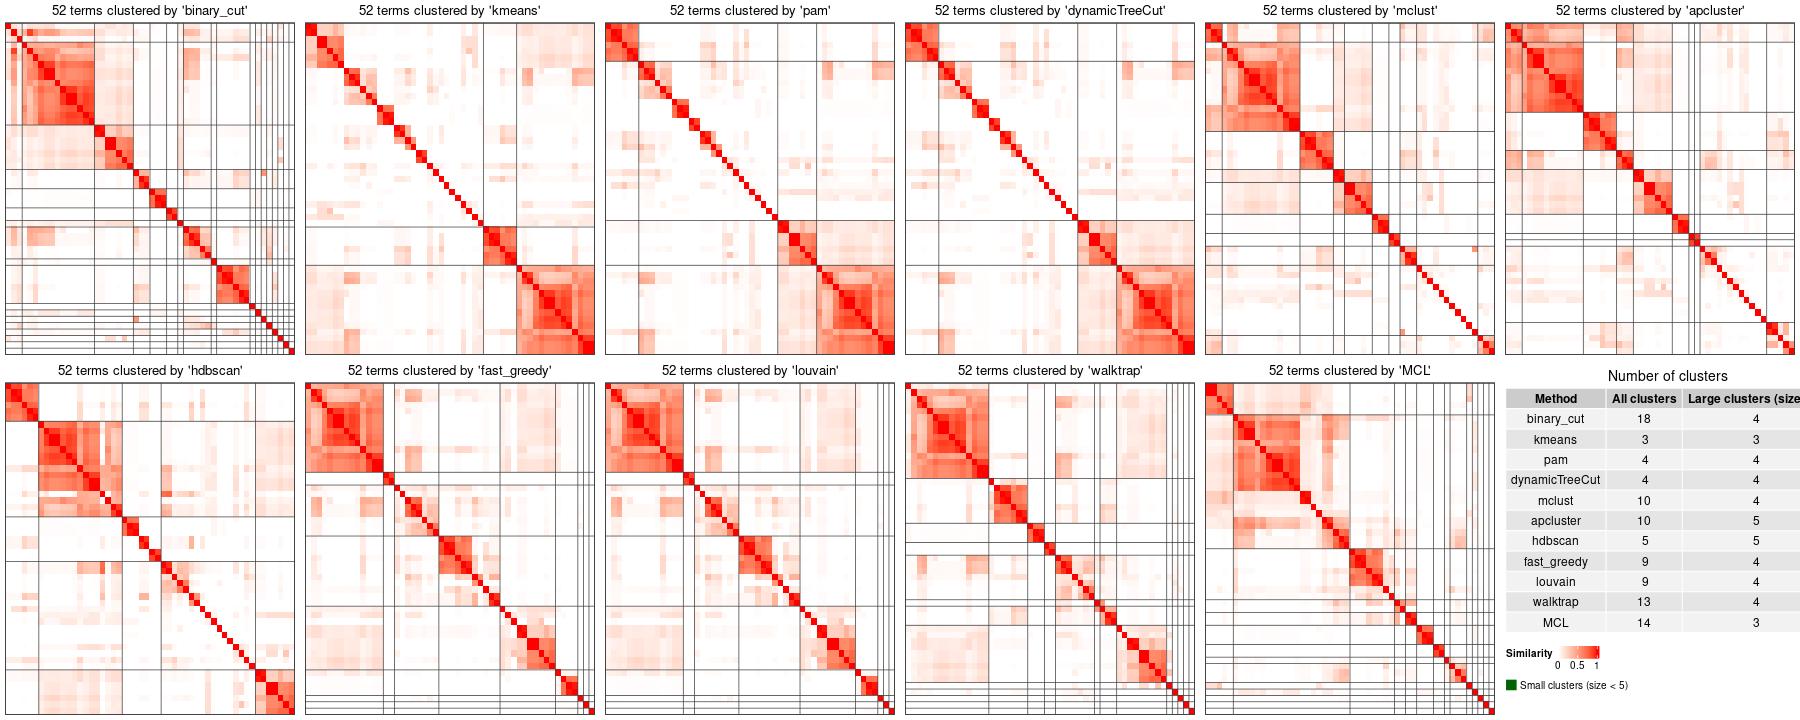 52 terms clustered by 'binary_cut'
52 terms clustered by 'kmeans'
52 terms clustered by 'pam'
52 terms clustered by 'dynamicTreeCut'
52 terms clustered by 'mclust'
52 terms clustered by 'apcluster'
52 terms clustered by 'hdbscan'
52 terms clustered by 'fast_greedy'
52 terms clustered by 'louvain'
52 terms clustered by 'walktrap'
52 terms clustered by 'MCL'
Number of clusters
Method All clusters Large clusters (size
binary_cut 18 4
kmeans 3 3
pam 4 4
dynamicTreeCut 4 4
mclust 10 4
apcluster 10 5
hdbscan 5 5
fast_greedy 9 4
louvain 9 4
walktrap 13 4
MCL 14 3
Similarity
0 0.5 1
Small clusters (size < 5)